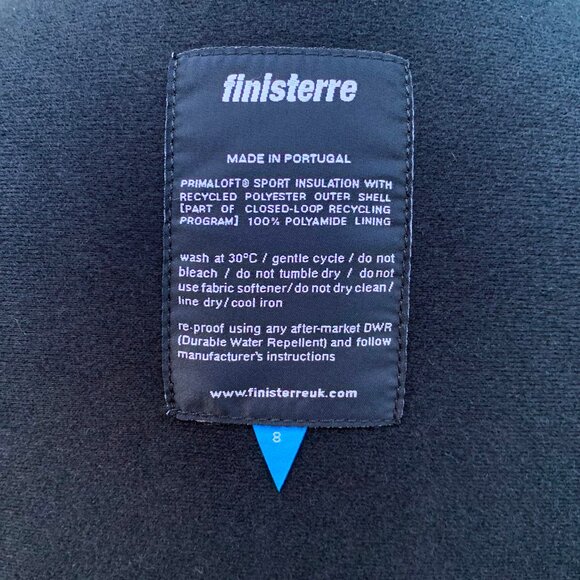 finisterre
MADE IN PORTUGAL
PRIMALOFT® SPORT INSULATION WITH
RECYCLED POLYESTER OUTER SHELL
[PART OF CLOSED-LOOP RECYCLING
PROGRAM] 100% POLYAMIDE LINING
wash at 30°C / gentle cycle / do not
bleach / do not tumble dry / do not
use fabric softener/ do not dry clean /
line dry / cool iron
re-proof using any after-market DWR
(Durable Water Repellent) and follow
manufacturer's instructions
www.finisterreuk.com
8